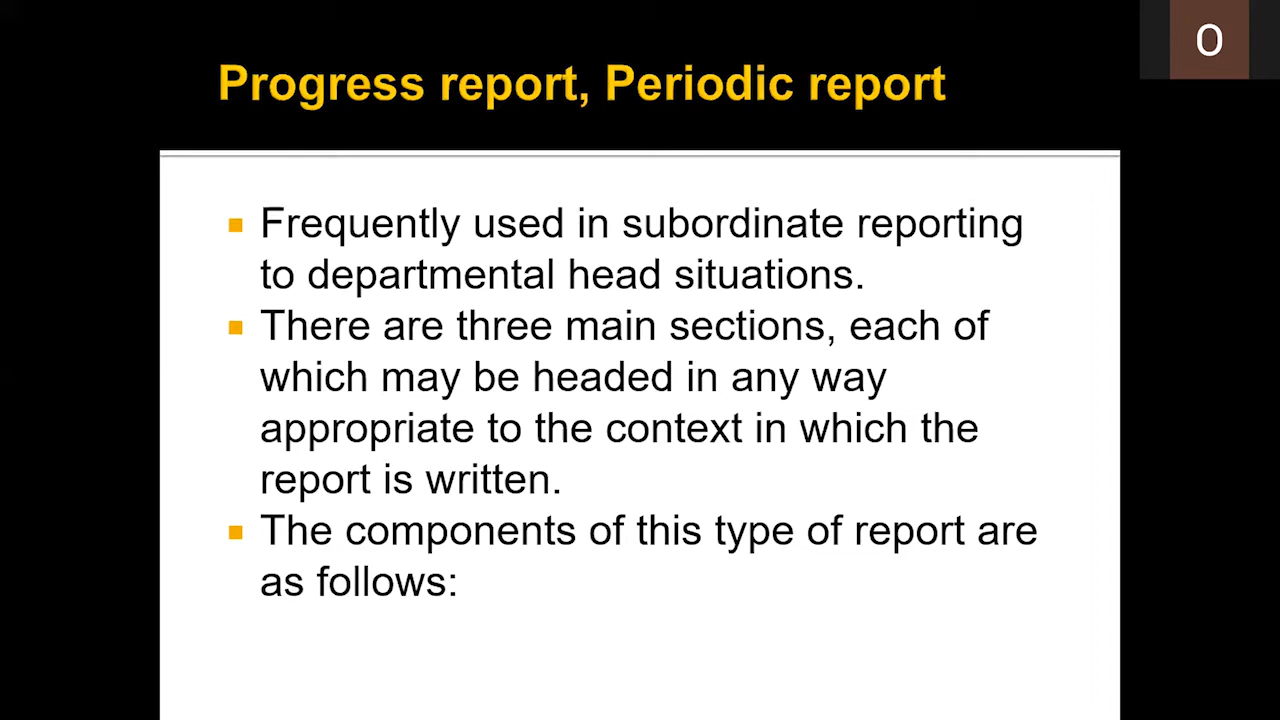 O
Progress report, Periodic report
Frequently used in subordinate reporting
to departmental head situations.
There are three main sections, each of
which may be headed in any way
appropriate to the context in which the
report is written.
The components of this type of report are
as follows: